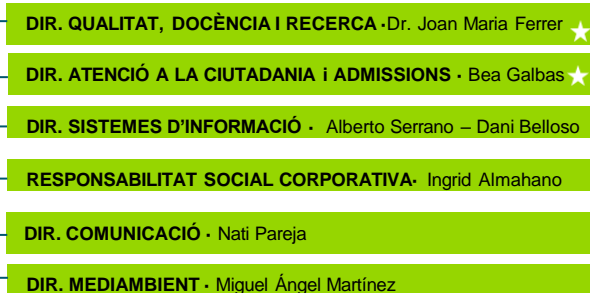 DIR. QUALITAT, DOCÈNCIA I RECERCA ·Dr. Joan Maria Ferrer
DIR. ATENCIÓ A LA CIUTADANIA i ADMISSIONS · Bea Galbas
DIR. SISTEMES D'INFORMACIÓ · Alberto Serrano – Dani Belloso
RESPONSABILITAT SOCIAL CORPORATIVA· Ingrid Almahano
DIR. COMUNICACIÓ · Nati Pareja
DIR. MEDIAMBIENT · Miguel Ángel Martínez